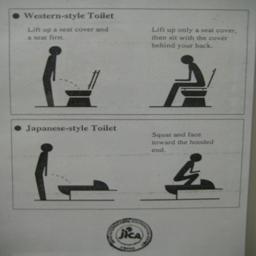 Western-style Toilet
Lift up a seat cover and
a seat first.
Lift up only a seat cover,
then sit with the cover
behind your back.
Japanese-style Toilet
Squat and face
toward the hooded
end.
JICA